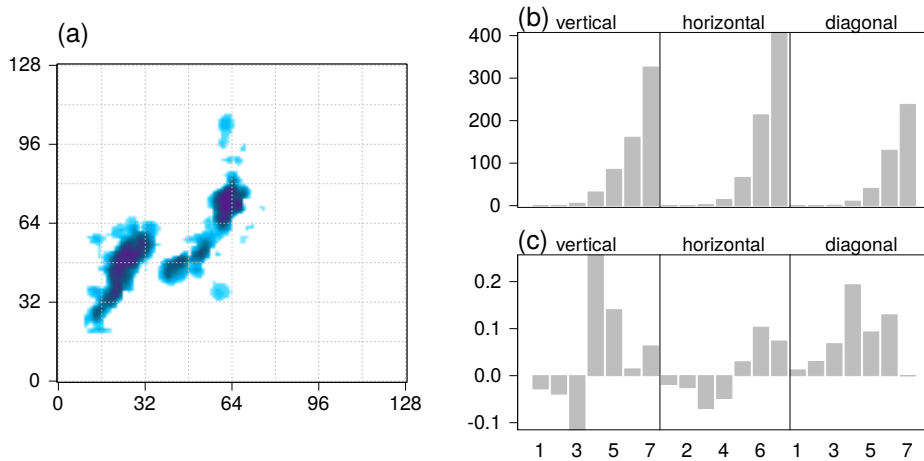 (a)
128
96
64
32
0
0 32 64 96 128
(b)
vertical horizontal diagonal
400
300
200
100
0
(c)
vertical horizontal diagonal
0.2
0.1
0.0
-0.1
1 3 5 7 2 4 6 1 3 5 7